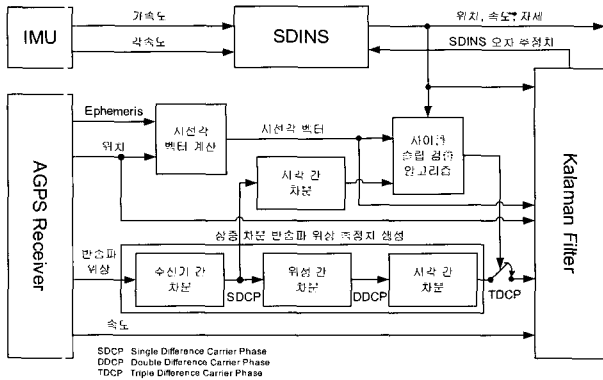 IMU
가속도
각속도
SDINS
위치, 속도, 자세
SDINS 오차 추정치
AGPS Receiver
Ephemeris
위치
시선각
벡터 계산
시선각 벡터
사이클
슬립 검출
알고리즘
시각 간
차분
Kalaman Filter
삼중 차분 반송파 위상 측정치 생성
반송파
위상
수신기 간
차분
SDCP
위성 간
차분
DDCP
시각 간
차분
TDCP
속도
SDCP Single Difference Carrier Phase
DDCP Double Difference Carrier Phase
TDCP Triple Difference Carrier Phase